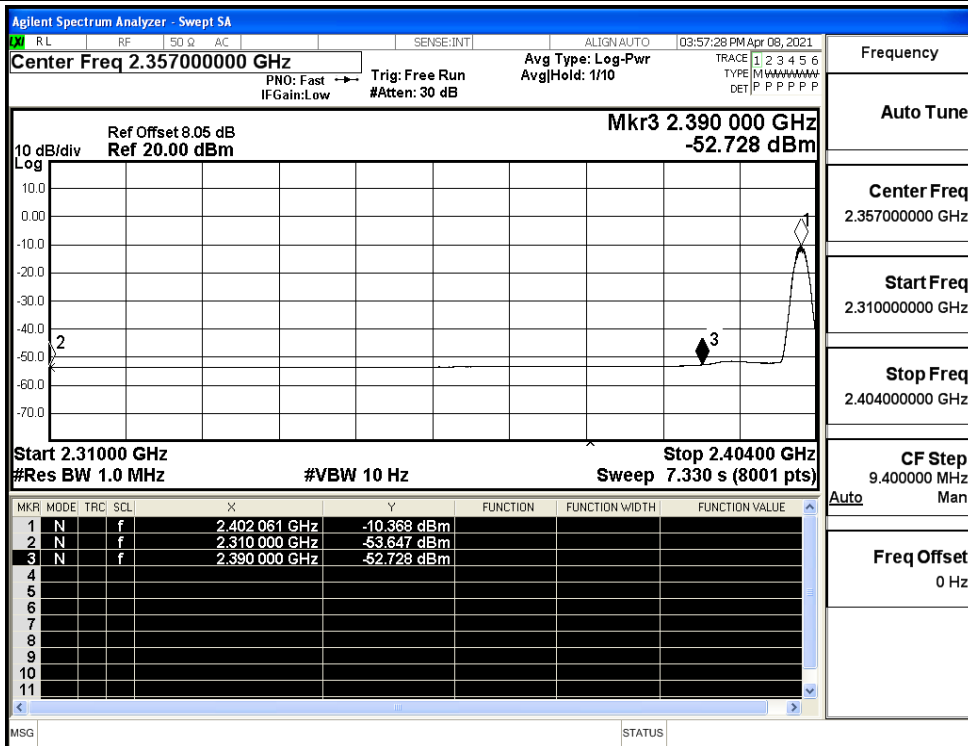 Agilent Spectrum Analyzer - Swept SA
LXI RL RF 50 Ω AC SENSE:INT ALIGN AUTO 03:57:28 PM Apr 08, 2021
Center Freq 2.357000000 GHz
PNO: Fast
IFGain:Low
Trig: Free Run
#Atten: 30 dB
Avg Type: Log-Pwr
Avg|Hold: 1/10
TRACE 1 2 3 4 5 6
TYPE M WWWWW
DET P P P P P P
Ref Offset 8.05 dB
Ref 20.00 dBm
10 dB/div
Log
Mkr3 2.390 000 GHz
-52.728 dBm
10.0
0.00
-10.0
-20.0
-30.0
-40.0
-50.0
-60.0
-70.0
1
2
3
Start 2.31000 GHz
Stop 2.40400 GHz
#Res BW 1.0 MHz
#VBW 10 Hz
Sweep 7.330 s (8001 pts)
MKR MODE TRC SCL X Y FUNCTION FUNCTION WIDTH FUNCTION VALUE
1 N f 2.402 061 GHz -10.368 dBm
2 N f 2.310 000 GHz -53.647 dBm
3 N f 2.390 000 GHz -52.728 dBm
4
5
6
7
8
9
10
11
MSG
STATUS
Frequency
Auto Tune
Center Freq
2.357000000 GHz
Start Freq
2.310000000 GHz
Stop Freq
2.404000000 GHz
CF Step
9.400000 MHz
Auto Man
Freq Offset
0 Hz